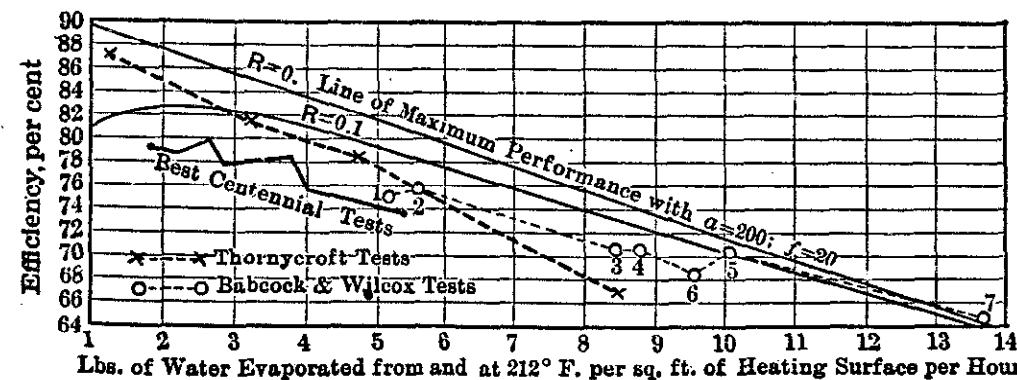 Efficiency, per cent
90
88
86
84
82
80
78
76
74
72
70
68
66
64
R=0. Line of Maximum Performance with a=200; f=20
R=0.1
Best Centennial Tests
Thornycroft Tests
Babcock & Wilcox Tests
1
2
3
4
5
6
7
1 2 3 4 5 6 7 8 9 10 11 12 13 14
Lbs. of Water Evaporated from and at 212° F. per sq. ft. of Heating Surface per Hour